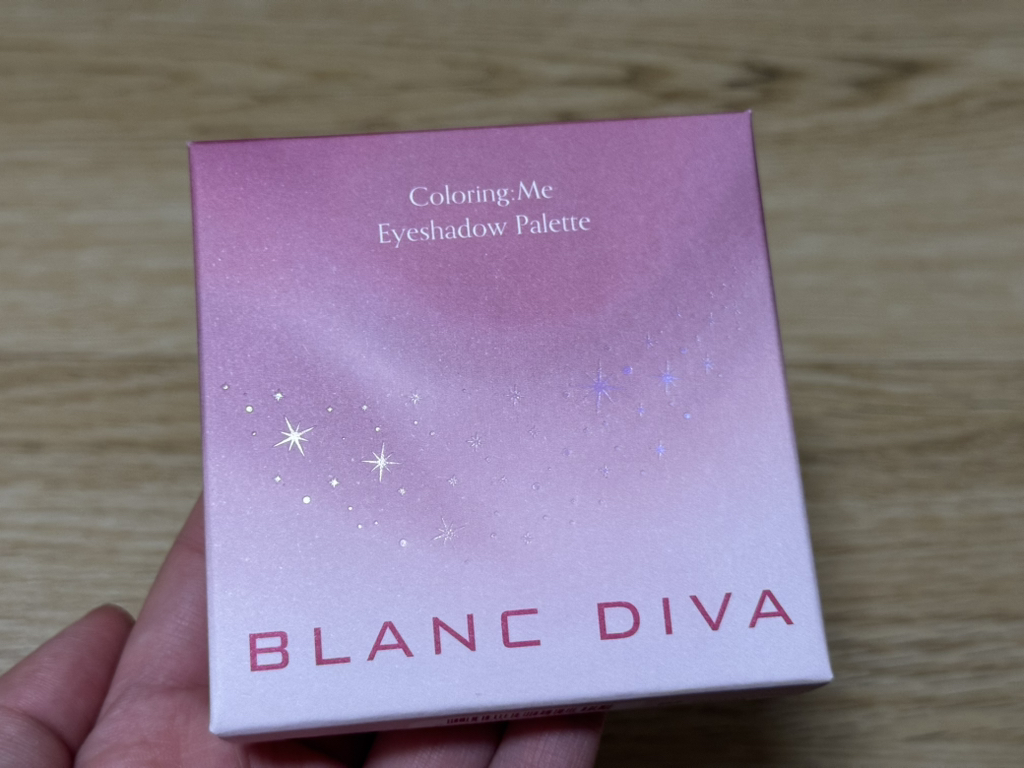 Coloring:Me
Eyeshadow Palette
BLANC DIVA